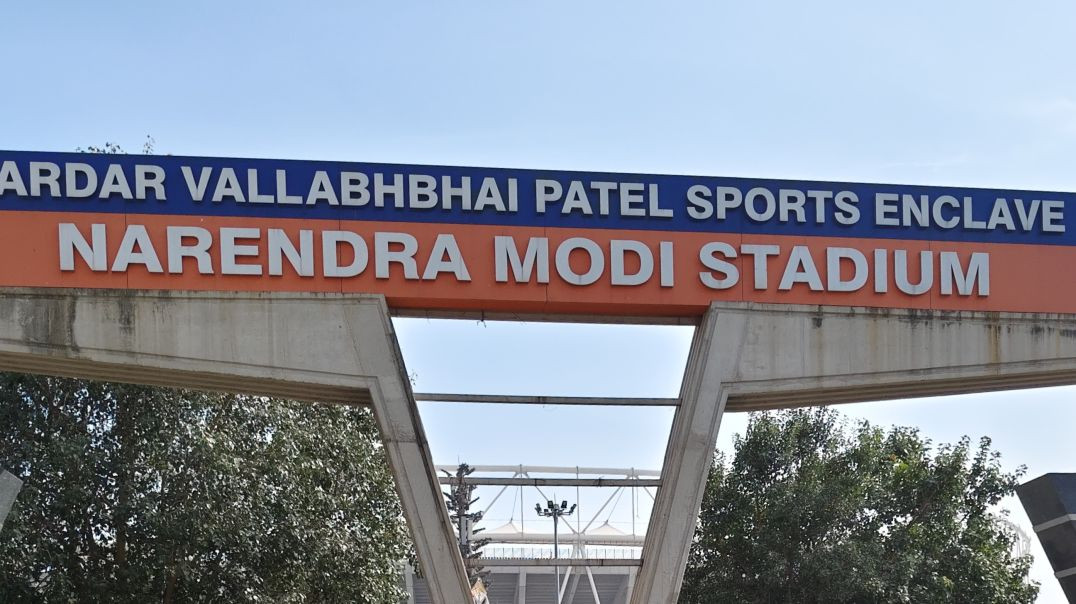 ARDAR VALLABHBHAI PATEL SPORTS ENCLAVE
NARENDRA MODI STADIUM